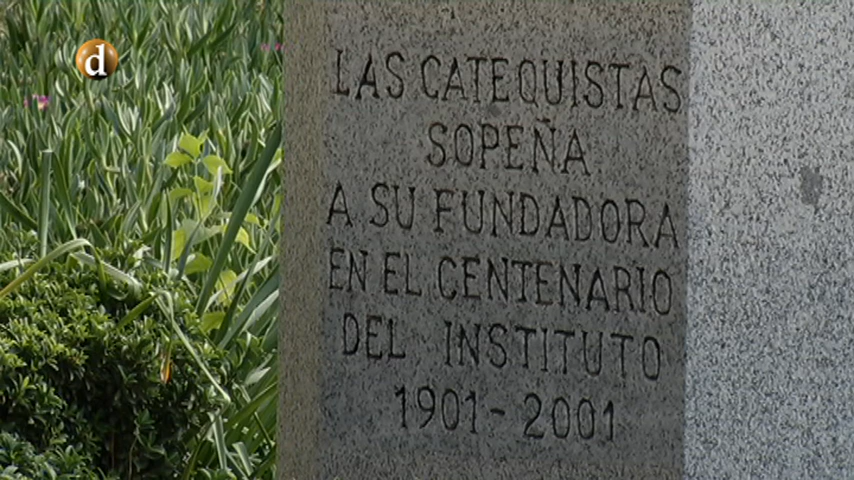 d
LAS CATEQUISTAS
SOPEÑA
A SU FUNDADORA
EN EL CENTENARIO
DEL INSTITUTO
1901-2001